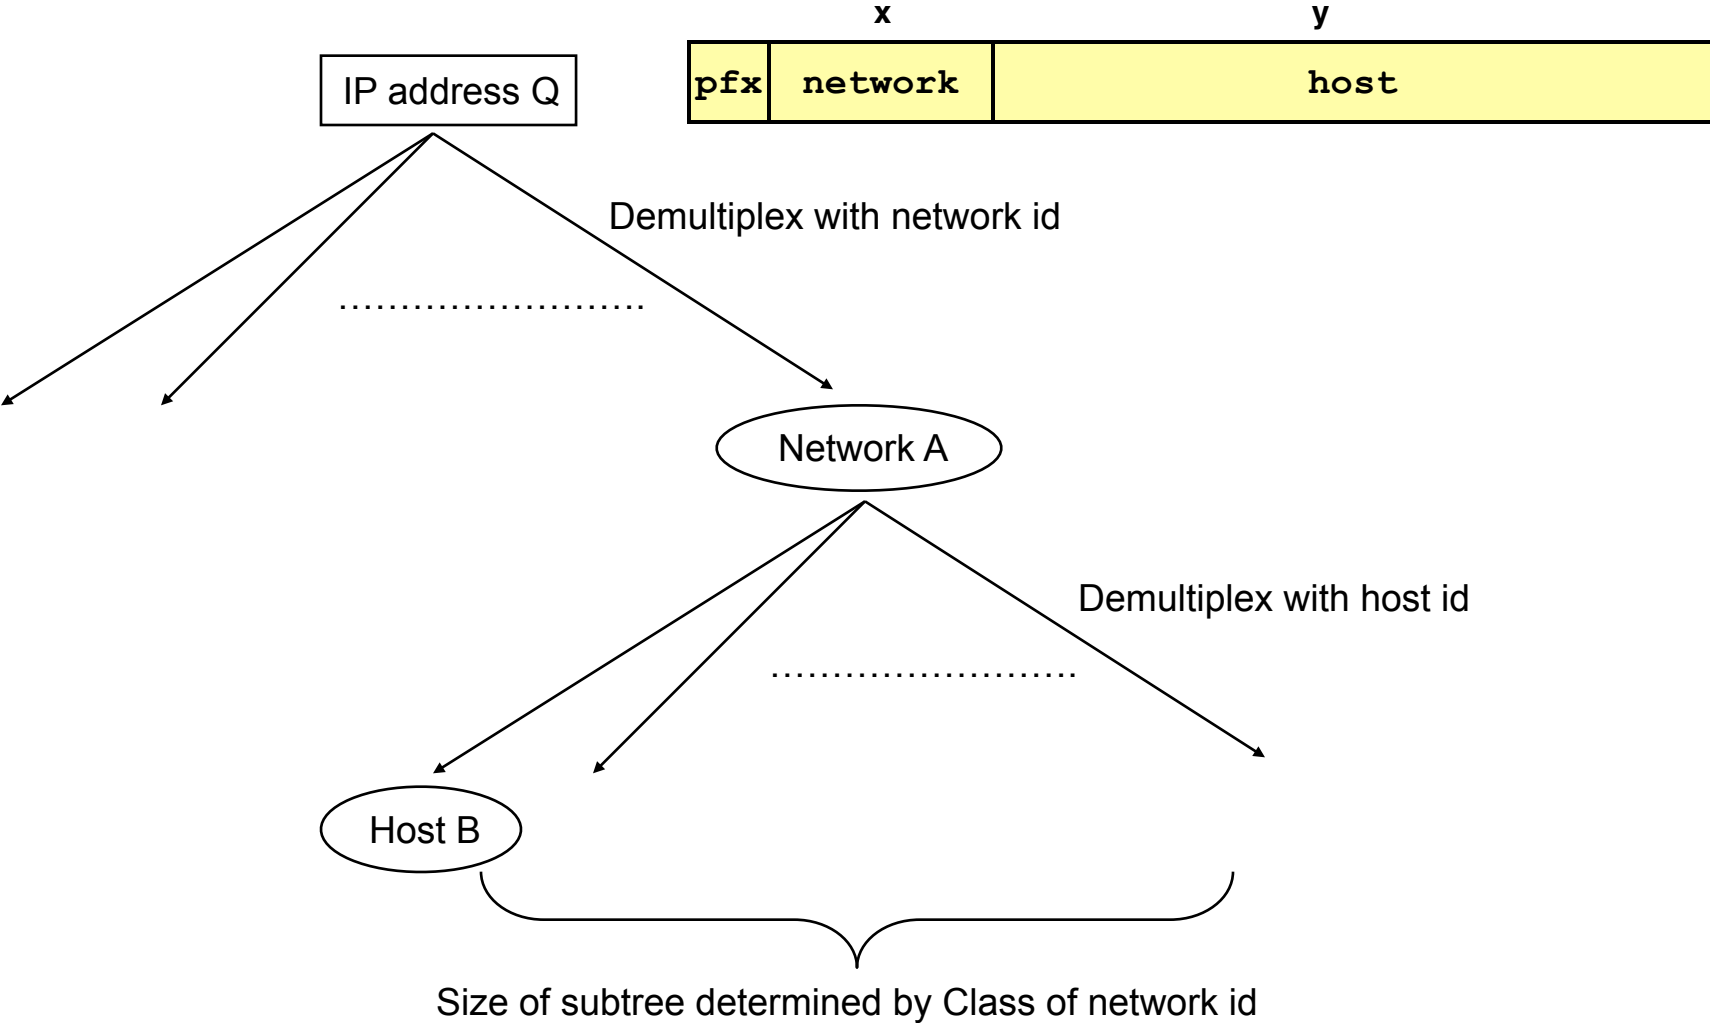 x y
IP address Q
pfx network host
Demultiplex with network id
........................
Network A
Demultiplex with host id
........................
Host B
Size of subtree determined by Class of network id